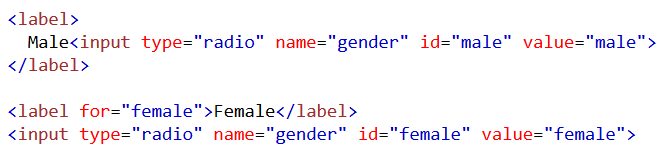 <label>
Male<input type="radio" name="gender" id="male" value="male">
</label>
<label for="female">Female</label>
<input type="radio" name="gender" id="female" value="female">